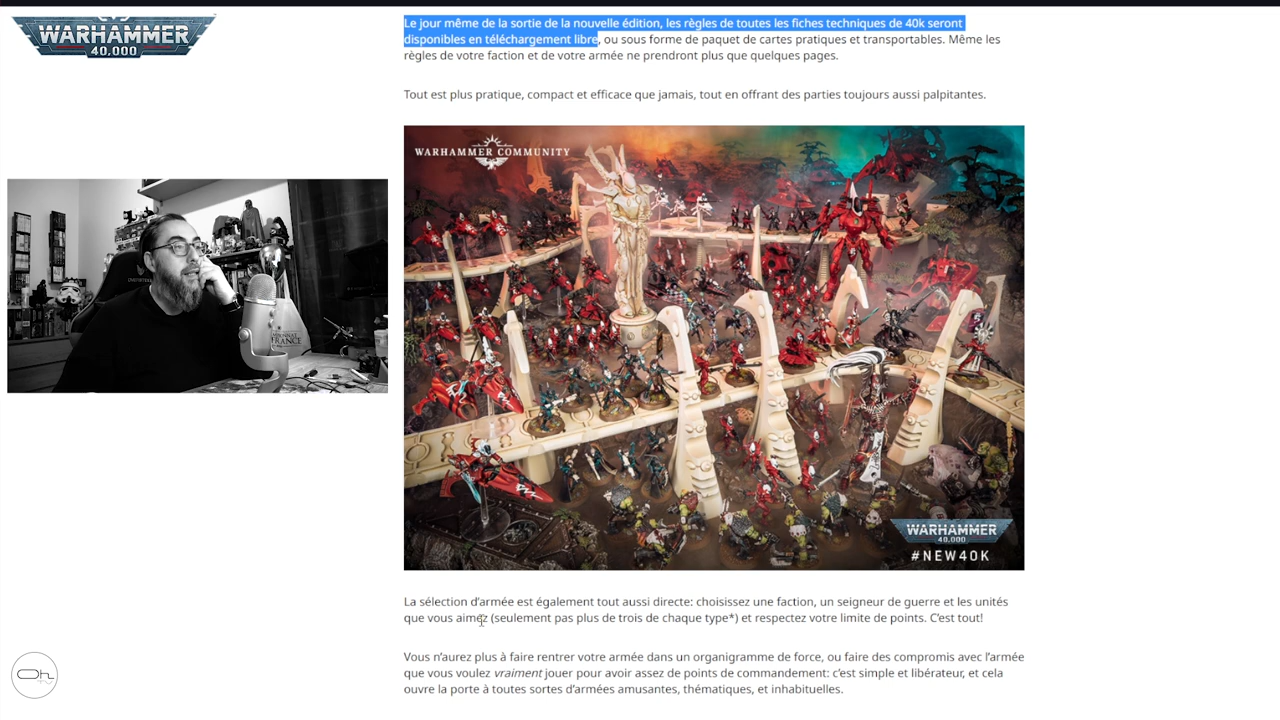 WARHAMMER
40,000
Le jour même de la sortie de la nouvelle édition, les règles de toutes les fiches techniques de 40k seront
disponibles en téléchargement libre, ou sous forme de paquet de cartes pratiques et transportables. Même les
règles de votre faction et de votre armée ne prendront plus que quelques pages.
Tout est plus pratique, compact et efficace que jamais, tout en offrant des parties toujours aussi palpitantes.
WARHAMMER COMMUNITY
FRANCE
WARHAMMER
40,000
#NEW40K
La sélection d’armée est également tout aussi directe: choisissez une faction, un seigneur de guerre et les unités
que vous aimez (seulement pas plus de trois de chaque type*) et respectez votre limite de points. C’est tout!
Vous n’aurez plus à faire rentrer votre armée dans un organigramme de force, ou faire des compromis avec l’armée
que vous voulez vraiment jouer pour avoir assez de points de commandement: c’est simple et libérateur, et cela
ouvre la porte à toutes sortes d’armées amusantes, thématiques, et inhabituelles.